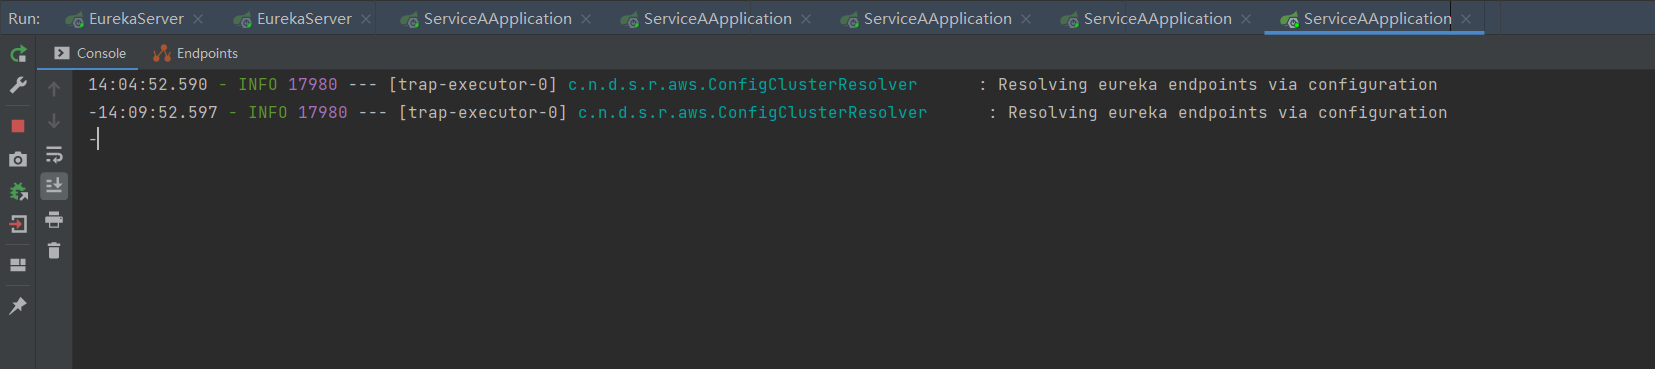 Run: EurekaServer EurekaServer ServiceAApplication ServiceAApplication ServiceAApplication ServiceAApplication ServiceAApplication
Console Endpoints
14:04:52.590 - INFO 17980 --- [trap-executor-0] c.n.d.s.r.aws.ConfigClusterResolver : Resolving eureka endpoints via configuration
-14:09:52.597 - INFO 17980 --- [trap-executor-0] c.n.d.s.r.aws.ConfigClusterResolver : Resolving eureka endpoints via configuration
-